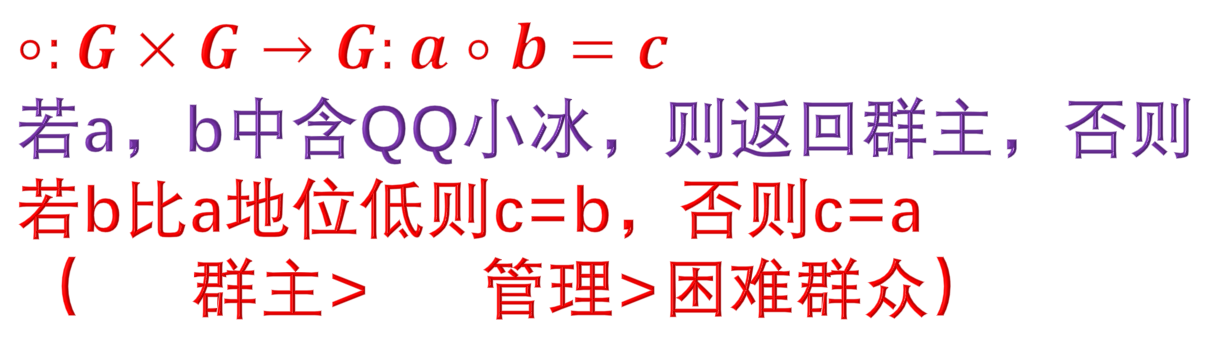 ∘: G × G → G: a ∘ b = c
若a，b中含QQ小冰，则返回群主，否则
若b比a地位低则c=b，否则c=a
（ 群主> 管理>困难群众）